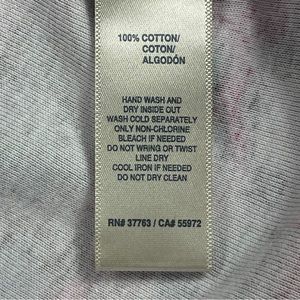 100% COTTON/
COTON/
ALGODÓN
HAND WASH AND
DRY INSIDE OUT
WASH COLD SEPARATELY
ONLY NON-CHLORINE
BLEACH IF NEEDED
DO NOT WRING OR TWIST
LINE DRY
COOL IRON IF NEEDED
DO NOT DRY CLEAN
RN# 37763 / CA# 55972